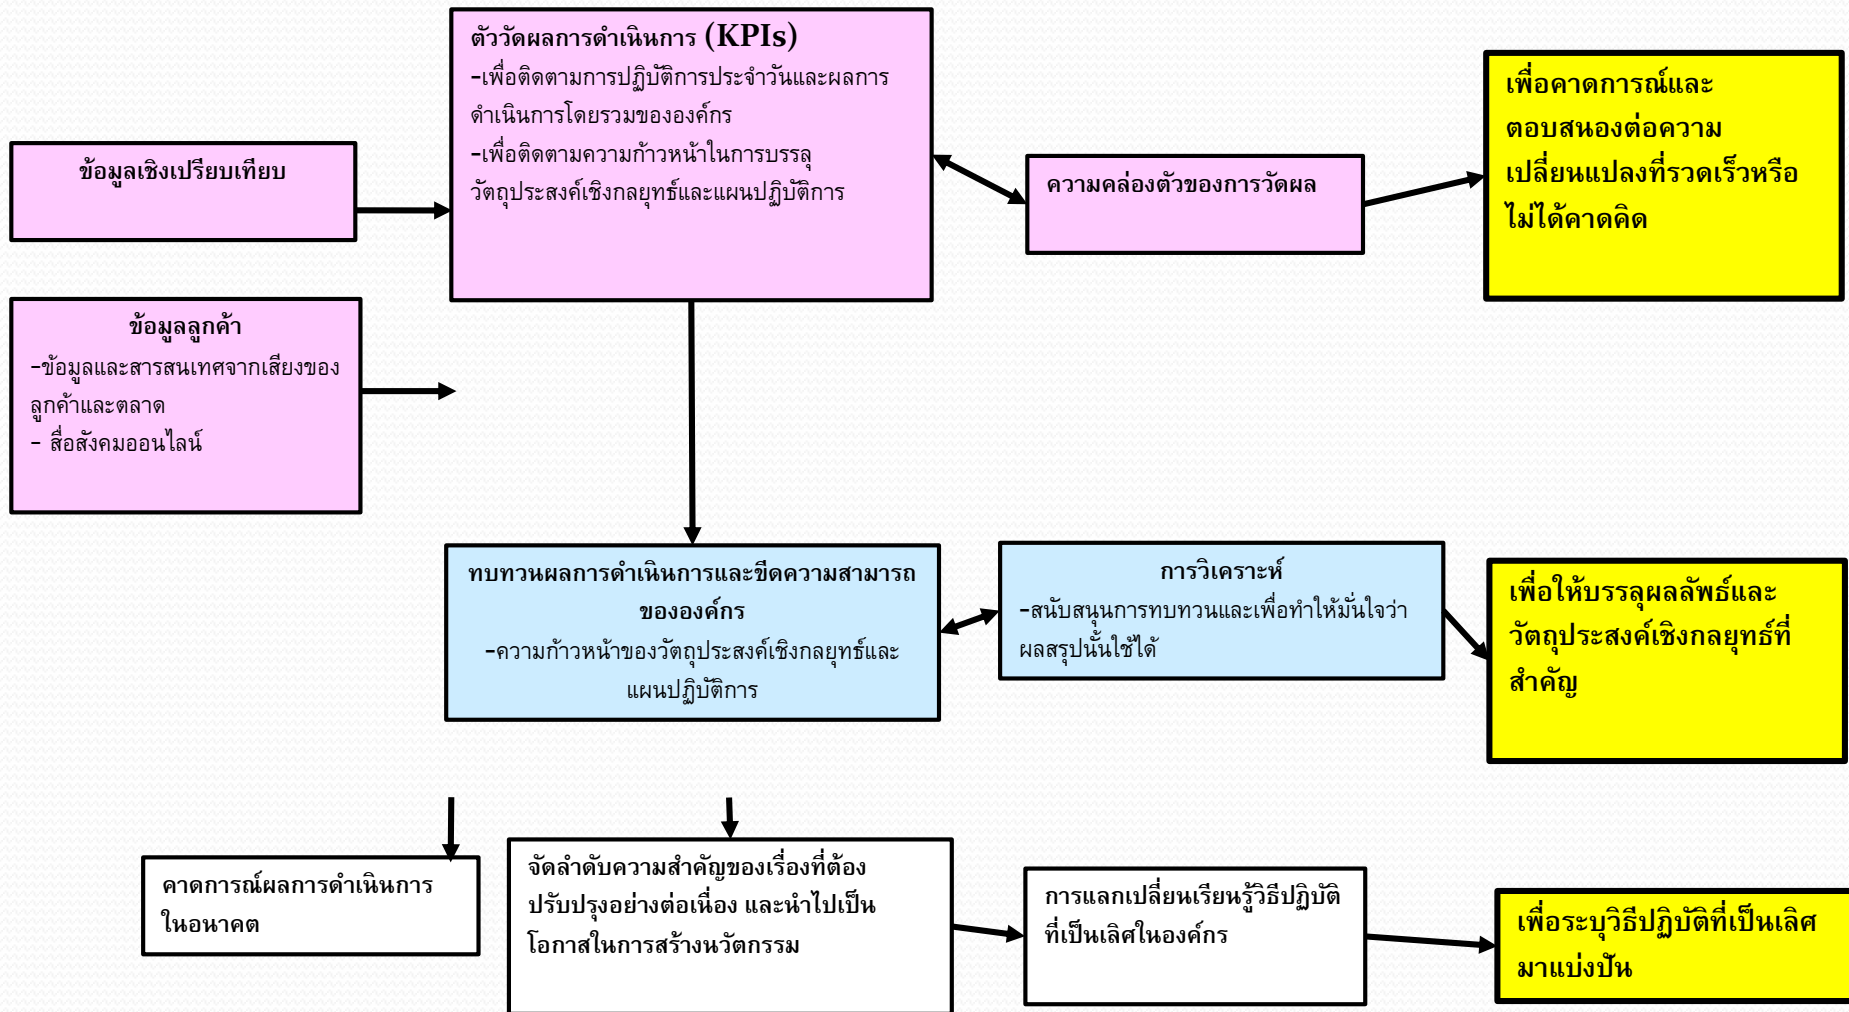 ตัววัดผลการดำเนินการ (KPIs)
-เพื่อติดตามการปฏิบัติการประจำวันและผลการ
ดำเนินการโดยรวมขององค์กร
-เพื่อติดตามความก้าวหน้าในการบรรลุ
วัตถุประสงค์เชิงกลยุทธ์และแผนปฏิบัติการ
ข้อมูลเชิงเปรียบเทียบ
ความคล่องตัวของการวัดผล
เพื่อคาดการณ์และ
ตอบสนองต่อความ
เปลี่ยนแปลงที่รวดเร็วหรือ
ไม่ได้คาดคิด
ข้อมูลลูกค้า
-ข้อมูลและสารสนเทศจากเสียงของ
ลูกค้าและตลาด
- สื่อสังคมออนไลน์
ทบทวนผลการดำเนินการและขีดความสามารถ
ขององค์กร
-ความก้าวหน้าของวัตถุประสงค์เชิงกลยุทธ์และ
แผนปฏิบัติการ
การวิเคราะห์
-สนับสนุนการทบทวนและเพื่อทำให้มั่นใจว่า
ผลสรุปนั้นใช้ได้
เพื่อให้บรรลุผลลัพธ์และ
วัตถุประสงค์เชิงกลยุทธ์ที่
สำคัญ
คาดการณ์ผลการดำเนินการ
ในอนาคต
จัดลำดับความสำคัญของเรื่องที่ต้อง
ปรับปรุงอย่างต่อเนื่อง และนำไปเป็น
โอกาสในการสร้างนวัตกรรม
การแลกเปลี่ยนเรียนรู้วิธีปฏิบัติ
ที่เป็นเลิศในองค์กร
เพื่อระบุวิธีปฏิบัติที่เป็นเลิศ
มาแบ่งปัน